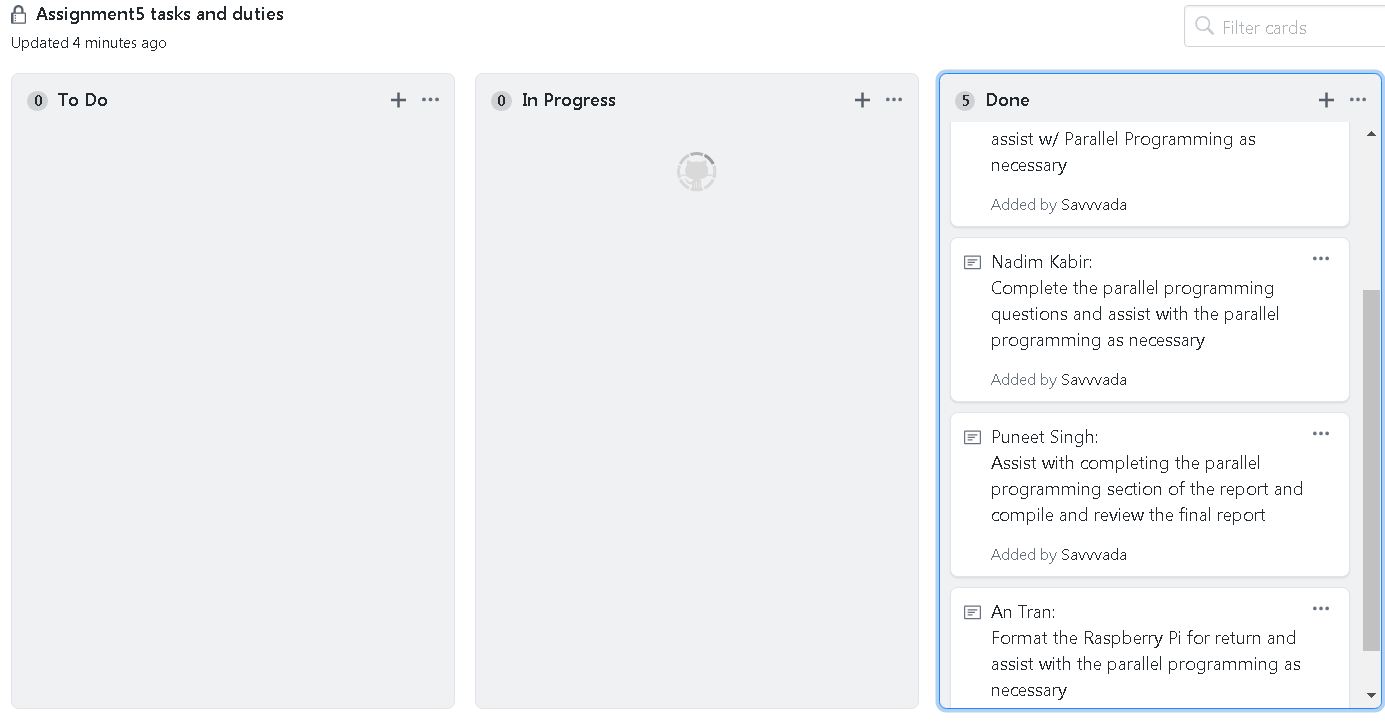 Assignment5 tasks and duties
Updated 4 minutes ago
Filter cards
0 To Do
0 In Progress
5 Done
assist w/ Parallel Programming as
necessary
Added by Savvvada
Nadim Kabir:
Complete the parallel programming
questions and assist with the parallel
programming as necessary
Added by Savvvada
Puneet Singh:
Assist with completing the parallel
programming section of the report and
compile and review the final report
Added by Savvvada
An Tran:
Format the Raspberry Pi for return and
assist with the parallel programming as
necessary